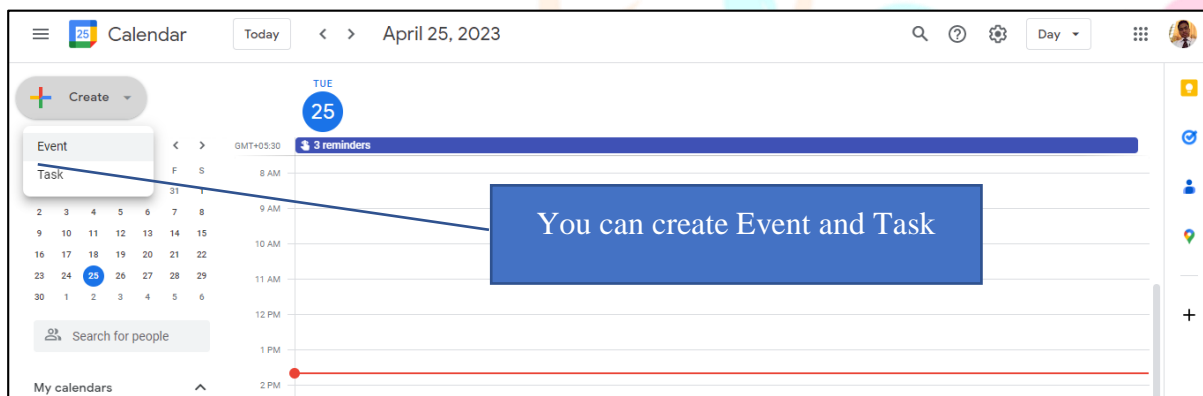 25 Calendar Today < > April 25, 2023 Day
Create
TUE
25
Event < > GMT+05:30 3 reminders
Task F S 8 AM
31 1
2 3 4 5 6 7 8 9 AM
You can create Event and Task
9 10 11 12 13 14 15
10 AM
16 17 18 19 20 21 22
23 24 25 26 27 28 29
11 AM
30 1 2 3 4 5 6
12 PM
Search for people
1 PM
My calendars 2 PM